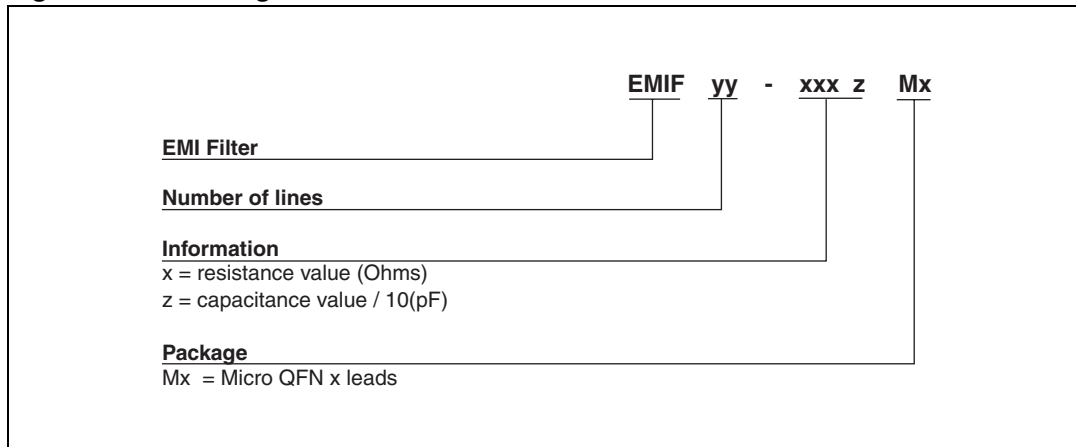 EMIF yy - xxx z Mx
EMI Filter
Number of lines
Information
x = resistance value (Ohms)
z = capacitance value / 10(pF)
Package
Mx = Micro QFN x leads